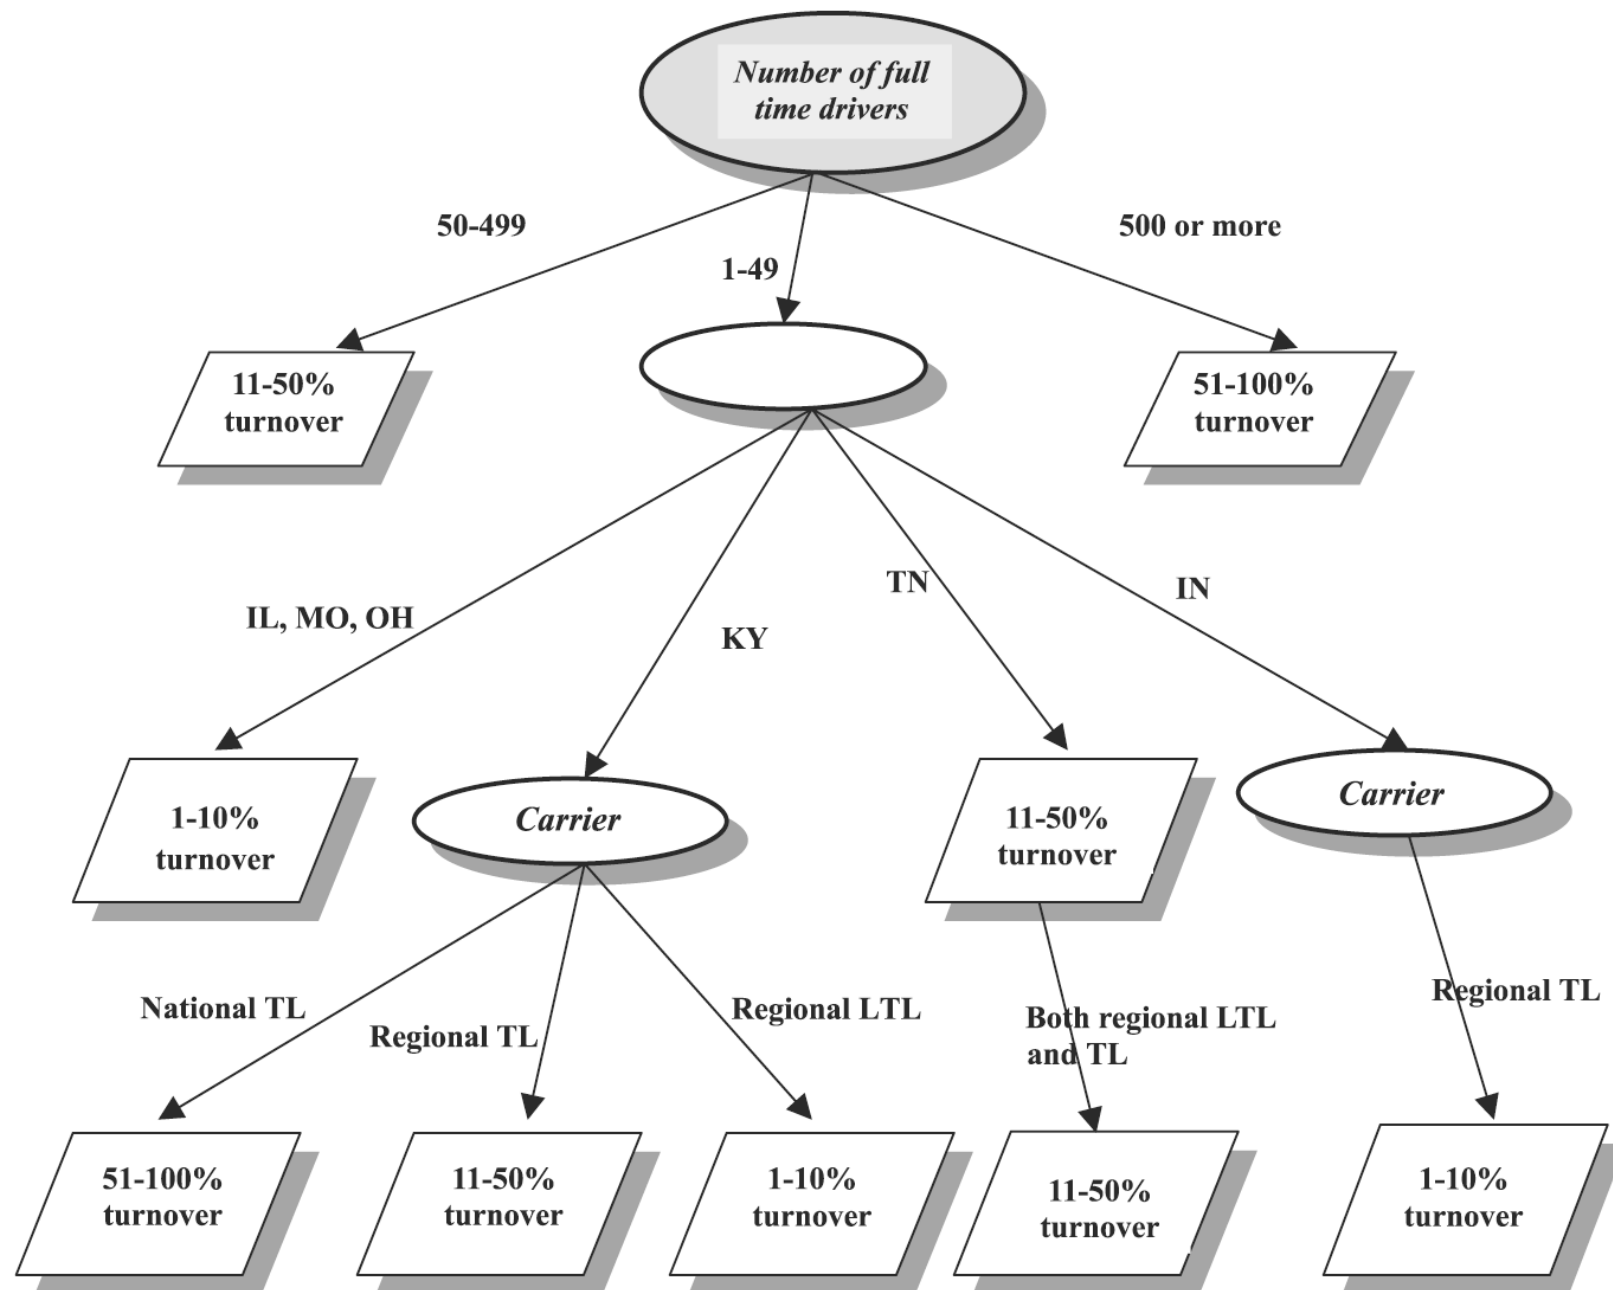 Number of full
time drivers
50-499
1-49
500 or more
11-50%
turnover
51-100%
turnover
IL, MO, OH
KY
TN
IN
1-10%
turnover
Carrier
11-50%
turnover
Carrier
National TL
Regional TL
Regional LTL
Both regional LTL
and TL
Regional TL
51-100%
turnover
11-50%
turnover
1-10%
turnover
11-50%
turnover
1-10%
turnover